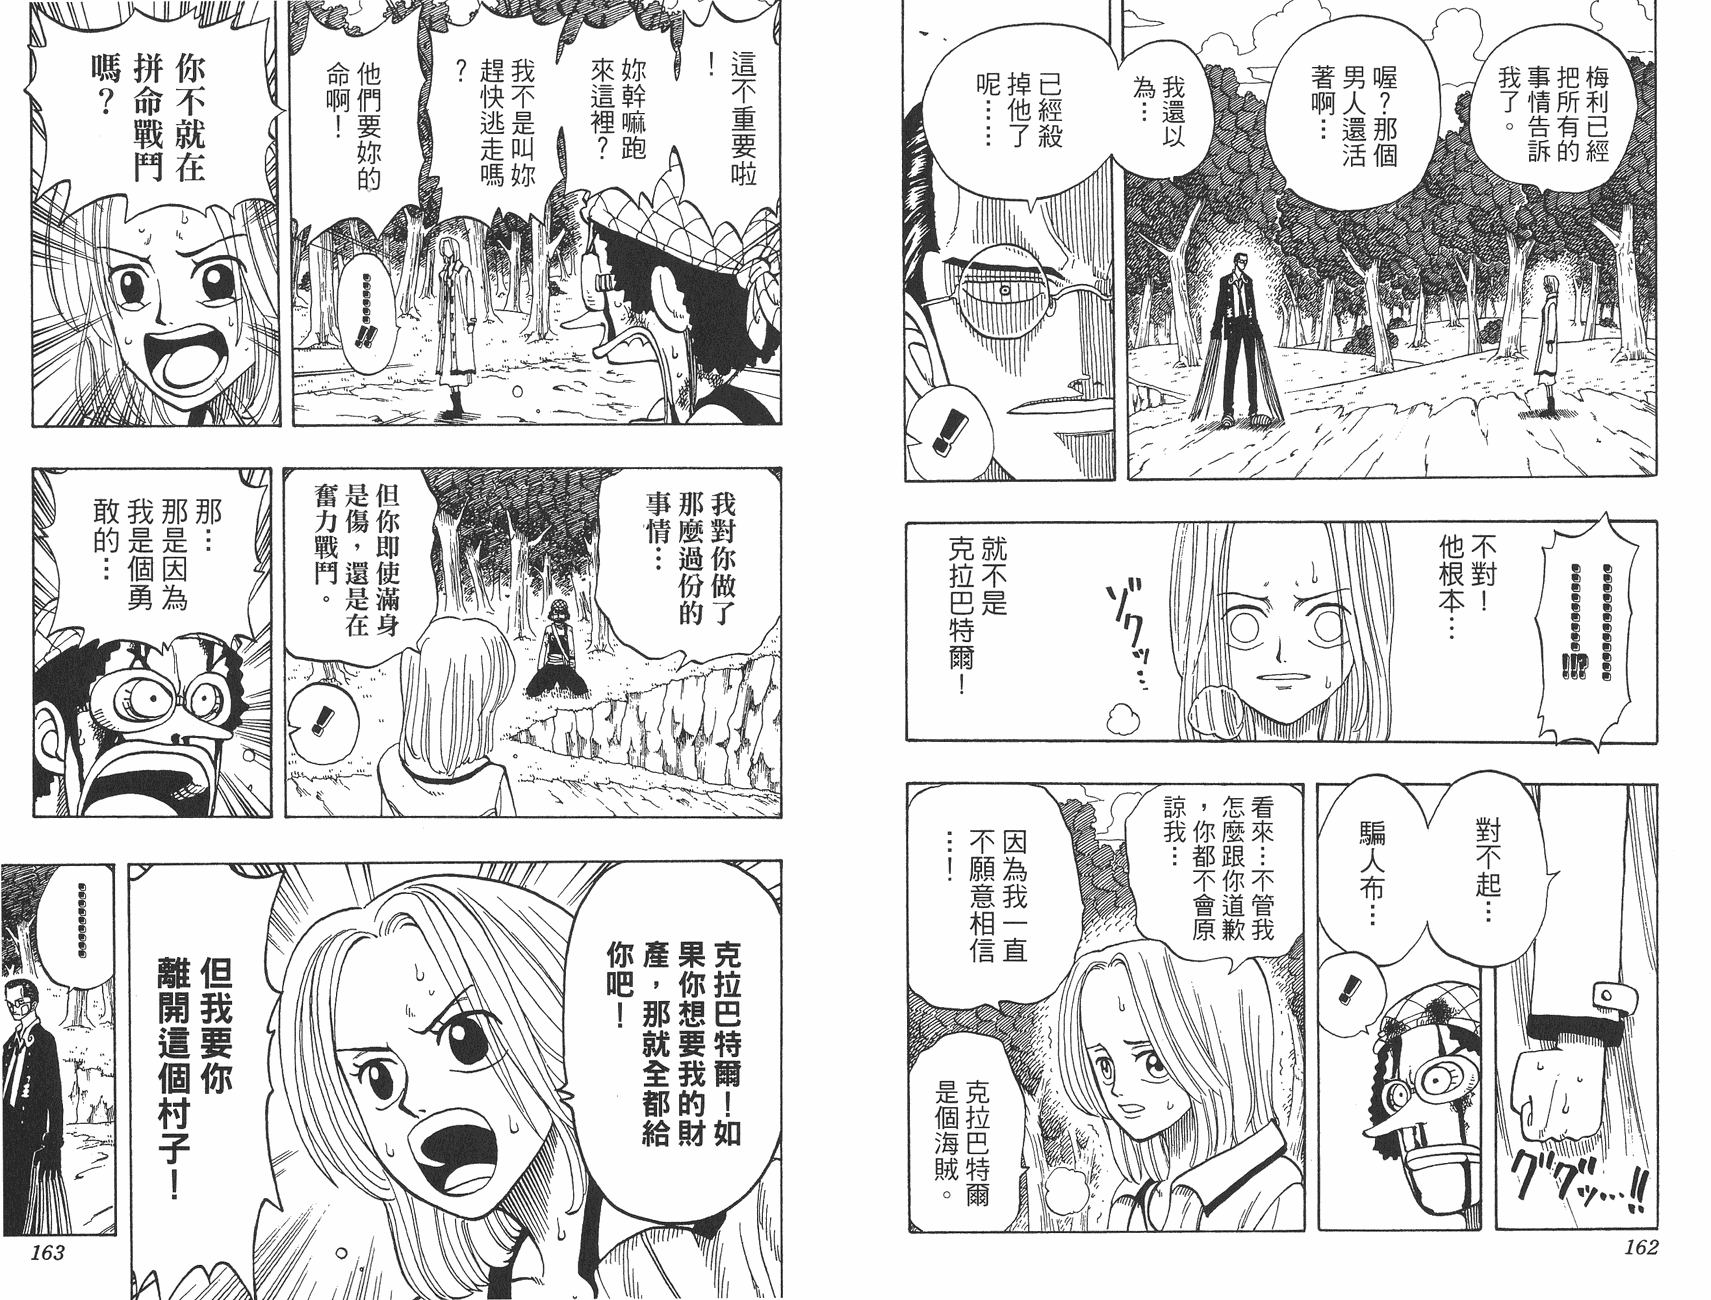 梅利已經
把所有的
事情告訴
我了。
喔？那個
男人還活
著啊…
我還以
為…
已經殺
掉他了
呢……
！
…………………!!?
不對！
他根本…
就不是
克拉巴特爾！
ゾクッ
對不起…
騙人布…
！
グググッ…!!
看來…不管我
怎麼跟你道歉
，你都不會原
諒我…
因為我一直
不願意相信
…！
克拉巴特爾
是個海賊。
162
這不重要啦
！
妳幹嘛跑
來這裡？
我不是叫妳
趕快逃走嗎
？
他們要妳的
命啊！
………!!
你不就在
拼命戰鬥
嗎？
我對你做了
那麼過份的
事情…
但你即使滿身
是傷，還是在
奮力戰鬥。
！
那…
那是因為
我是個勇
敢的…
克拉巴特爾！如
果你想要我的財
產，那就全都給
你吧！
但我要你
離開這個村子！
………
163